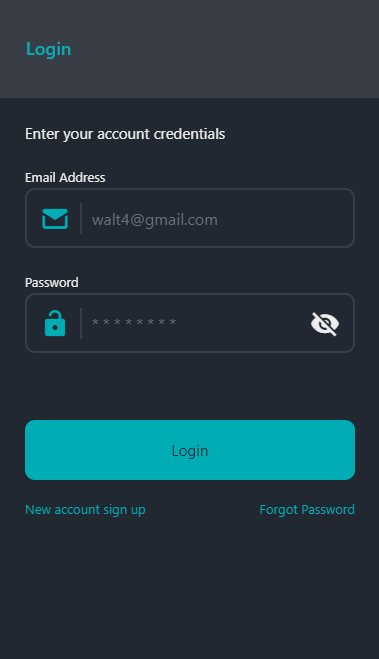 Login
Enter your account credentials
Email Address
walt4@gmail.com
Password
* * * * * * * *
Login
New account sign up
Forgot Password